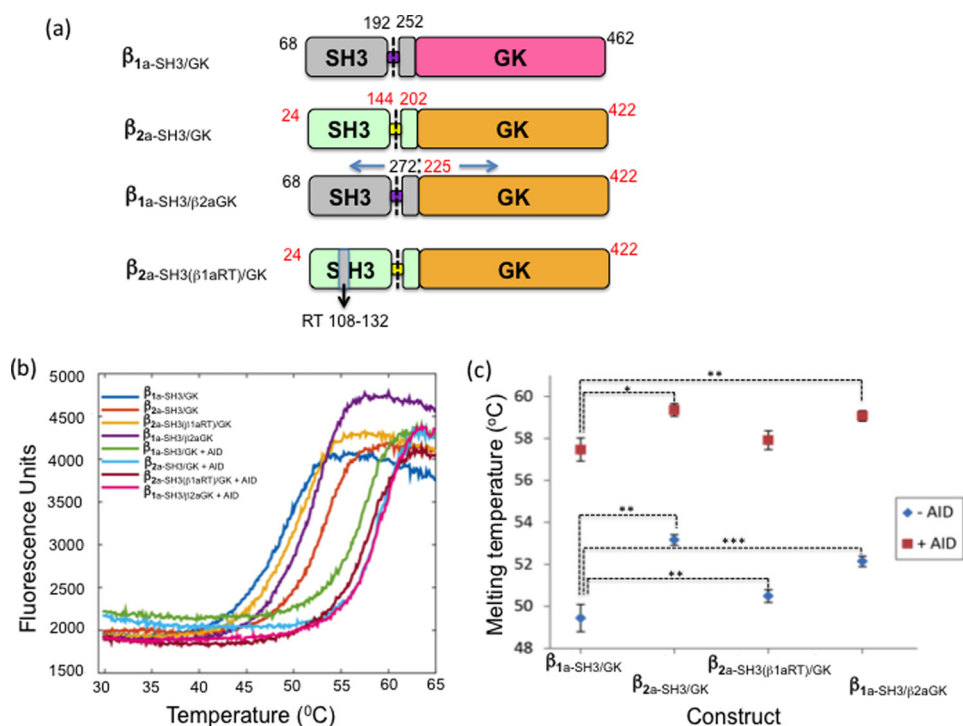 (a)
192 252
68 462
β1a-SH3/GK SH3 GK
144 202
24 422
β2a-SH3/GK SH3 GK
272 225
68 422
β1a-SH3/β2aGK SH3 GK
24 422
β2a-SH3(β1aRT)/GK SH3 GK
RT 108-132
(b)
5000
4500
4000
3500
3000
2500
2000
1500
Fluorescence Units
β1a-SH3/GK
β2a-SH3/GK
β2a-SH3(β1aRT)/GK
β1a-SH3/β2aGK
β1a-SH3/GK + AID
β2a-SH3/GK + AID
β2a-SH3(β1aRT)/GK + AID
β1a-SH3/β2aGK + AID
30 35 40 45 50 55 60 65
Temperature (⁰C)
(c)
60
58
56
54
52
50
48
Melting temperature (⁰C)
**
*
**
***
**
- AID
+ AID
β1a-SH3/GK
β2a-SH3/GK
β2a-SH3(β1aRT)/GK
β1a-SH3/β2aGK
Construct